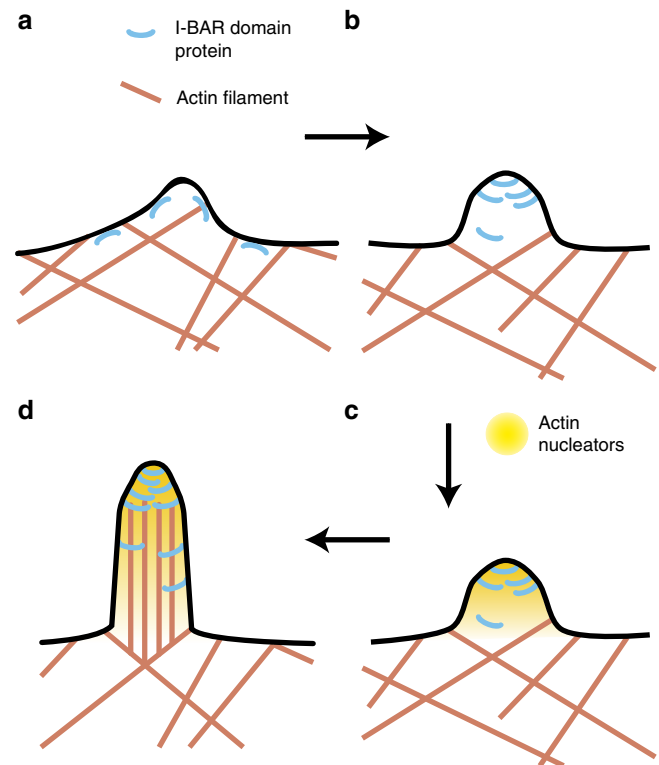 a
I-BAR domain
protein
Actin filament
b
d
c
Actin
nucleators